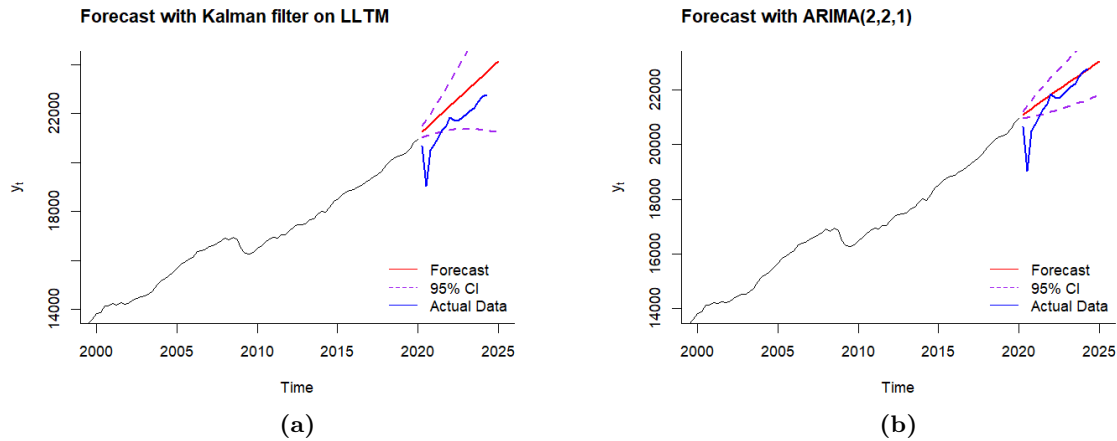 Forecast with Kalman filter on LLTM
22000
18000
14000
y_t
2000 2005 2010 2015 2020 2025
Time
Forecast
95% CI
Actual Data
(a)
Forecast with ARIMA(2,2,1)
22000
20000
18000
16000
14000
y_t
2000 2005 2010 2015 2020 2025
Time
Forecast
95% CI
Actual Data
(b)